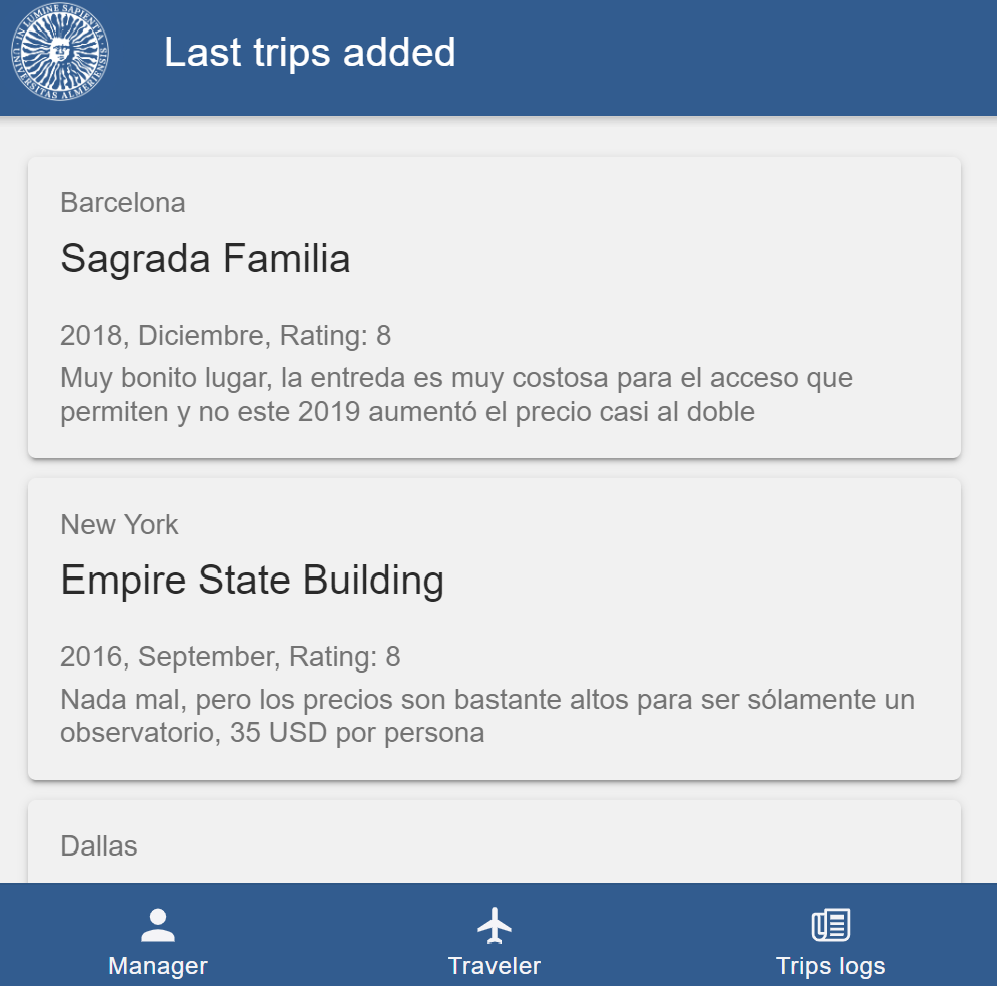 IN LUMINE SAPIENTIA
UNIVERSITAS ALMERIENSIS
Last trips added
Barcelona
Sagrada Familia
2018, Diciembre, Rating: 8
Muy bonito lugar, la entreda es muy costosa para el acceso que
permiten y no este 2019 aumentó el precio casi al doble
New York
Empire State Building
2016, September, Rating: 8
Nada mal, pero los precios son bastante altos para ser sólamente un
observatorio, 35 USD por persona
Dallas
Manager
Traveler
Trips logs